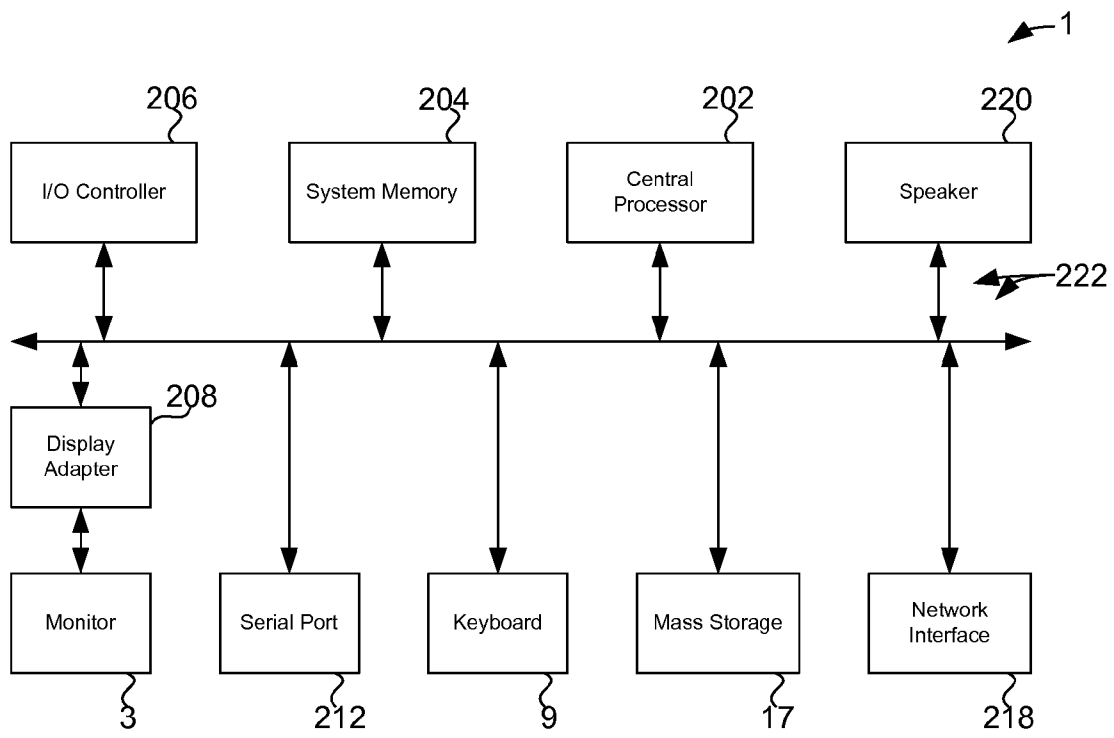 1
206
204
202
220
I/O Controller
System Memory
Central
Processor
Speaker
222
208
Display
Adapter
Monitor
Serial Port
Keyboard
Mass Storage
Network
Interface
3
212
9
17
218